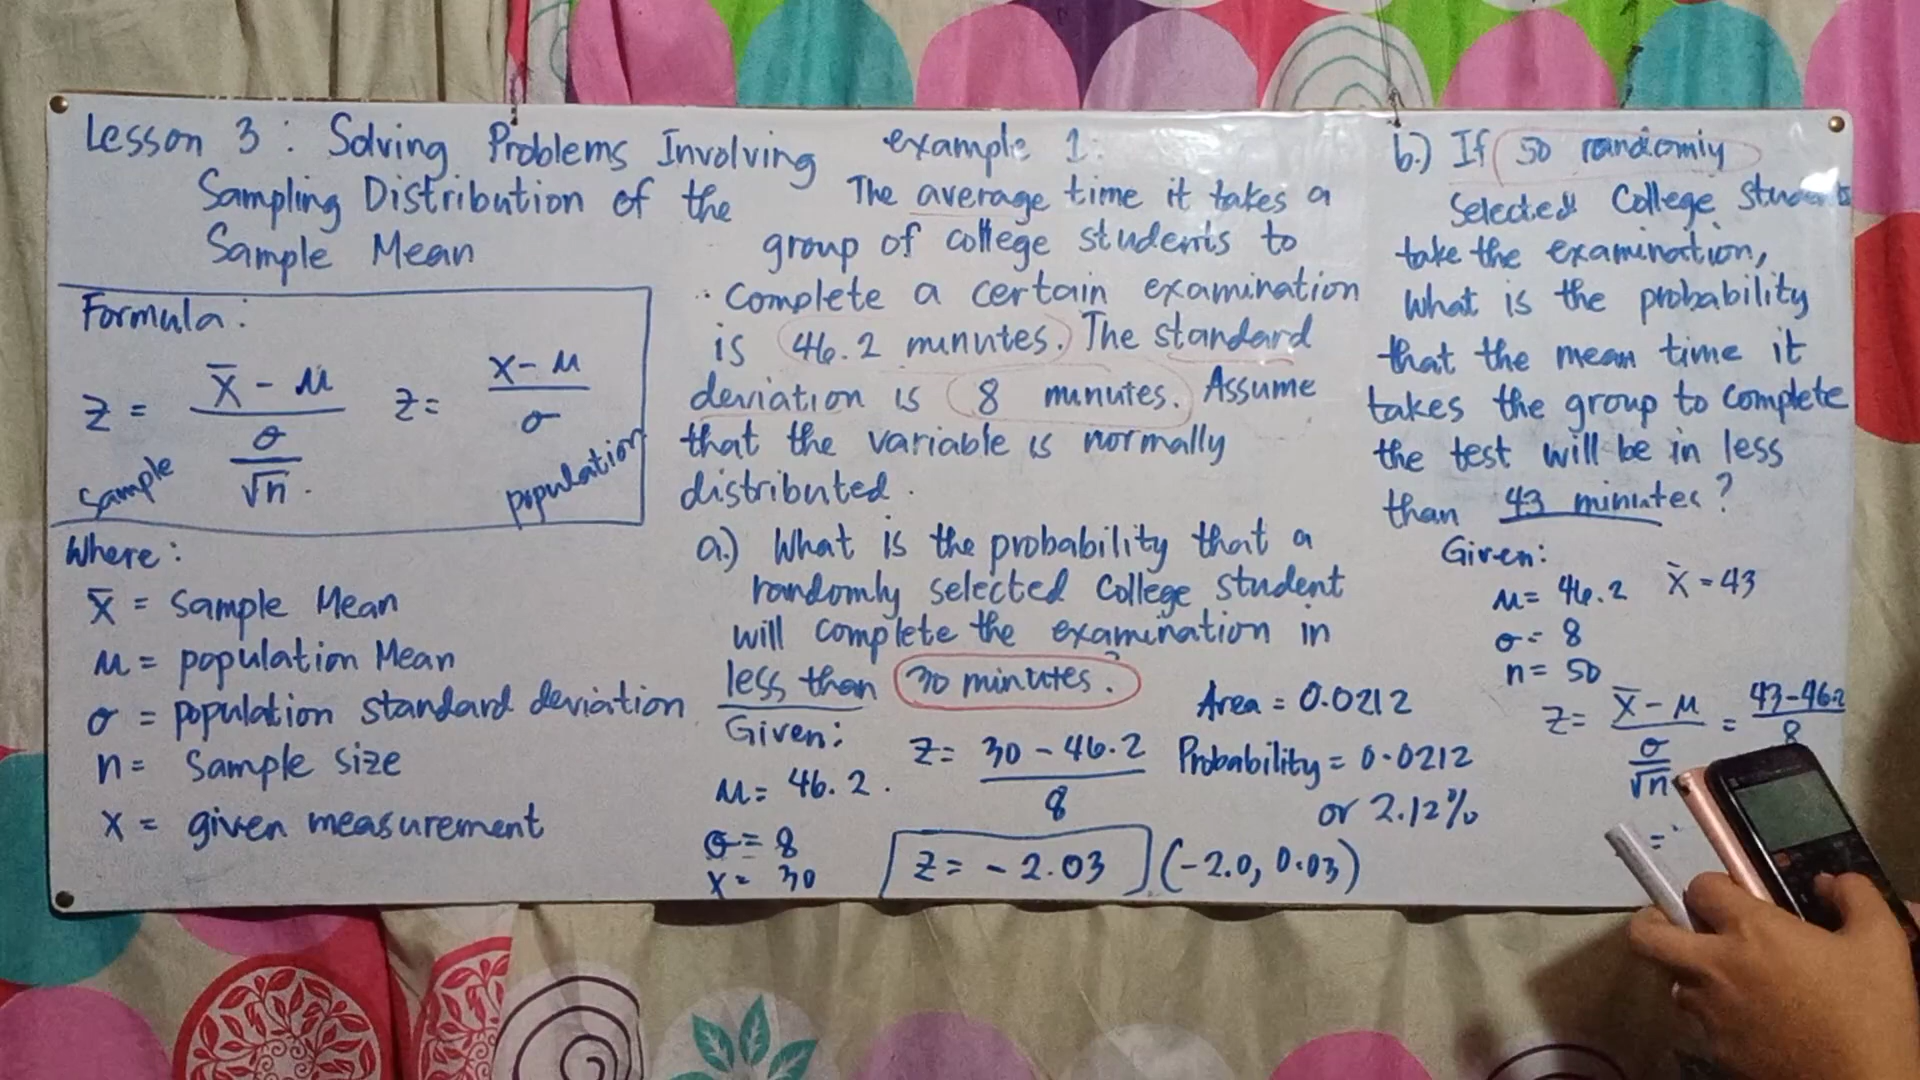 Lesson 3 : Solving Problems Involving
Sampling Distribution of the
Sample Mean
Formula:
z = (x̄ - μ) / (σ/√n) z = (x - μ) / σ
Sample population
Where:
x̄ = sample Mean
μ = population Mean
σ = population standard deviation
n = Sample size
x = given measurement
example 1:
The average time it takes a
group of college students to
complete a certain examination
is 46.2 minutes. The standard
deviation is 8 minutes. Assume
that the variable is normally
distributed.
a.) What is the probability that a
randomly selected College student
will complete the examination in
less than 30 minutes?
Given:
μ = 46.2.
σ = 8
x = 30
z = (30 - 46.2) / 8
z = - 2.03 (-2.0, 0.03)
Area = 0.0212
Probability = 0.0212
or 2.12%
b.) If 50 randomly
selected College Students
take the examination,
what is the probability
that the mean time it
takes the group to complete
the test will be in less
than 43 minutes?
Given:
μ = 46.2 x̄ = 43
σ = 8
n = 50
z = (x̄ - μ) / (σ/√n) = 43-46.2 / 8
=